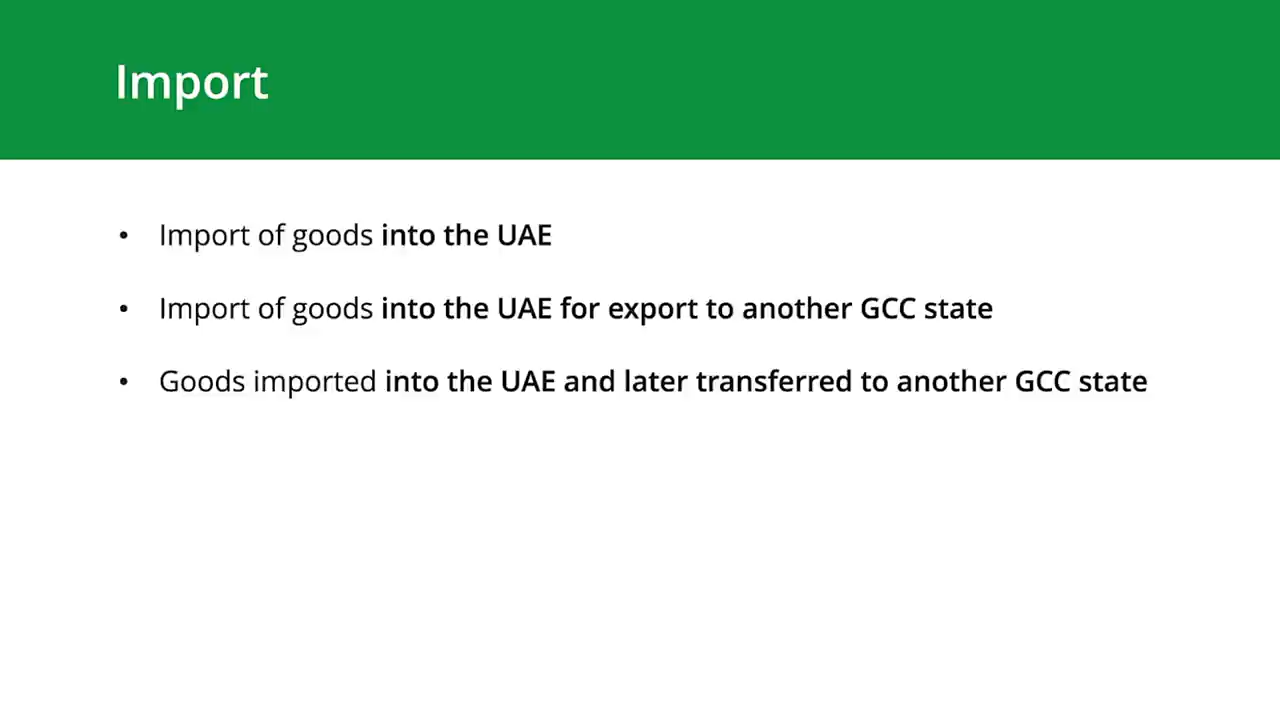 Import
• Import of goods into the UAE
• Import of goods into the UAE for export to another GCC state
• Goods imported into the UAE and later transferred to another GCC state